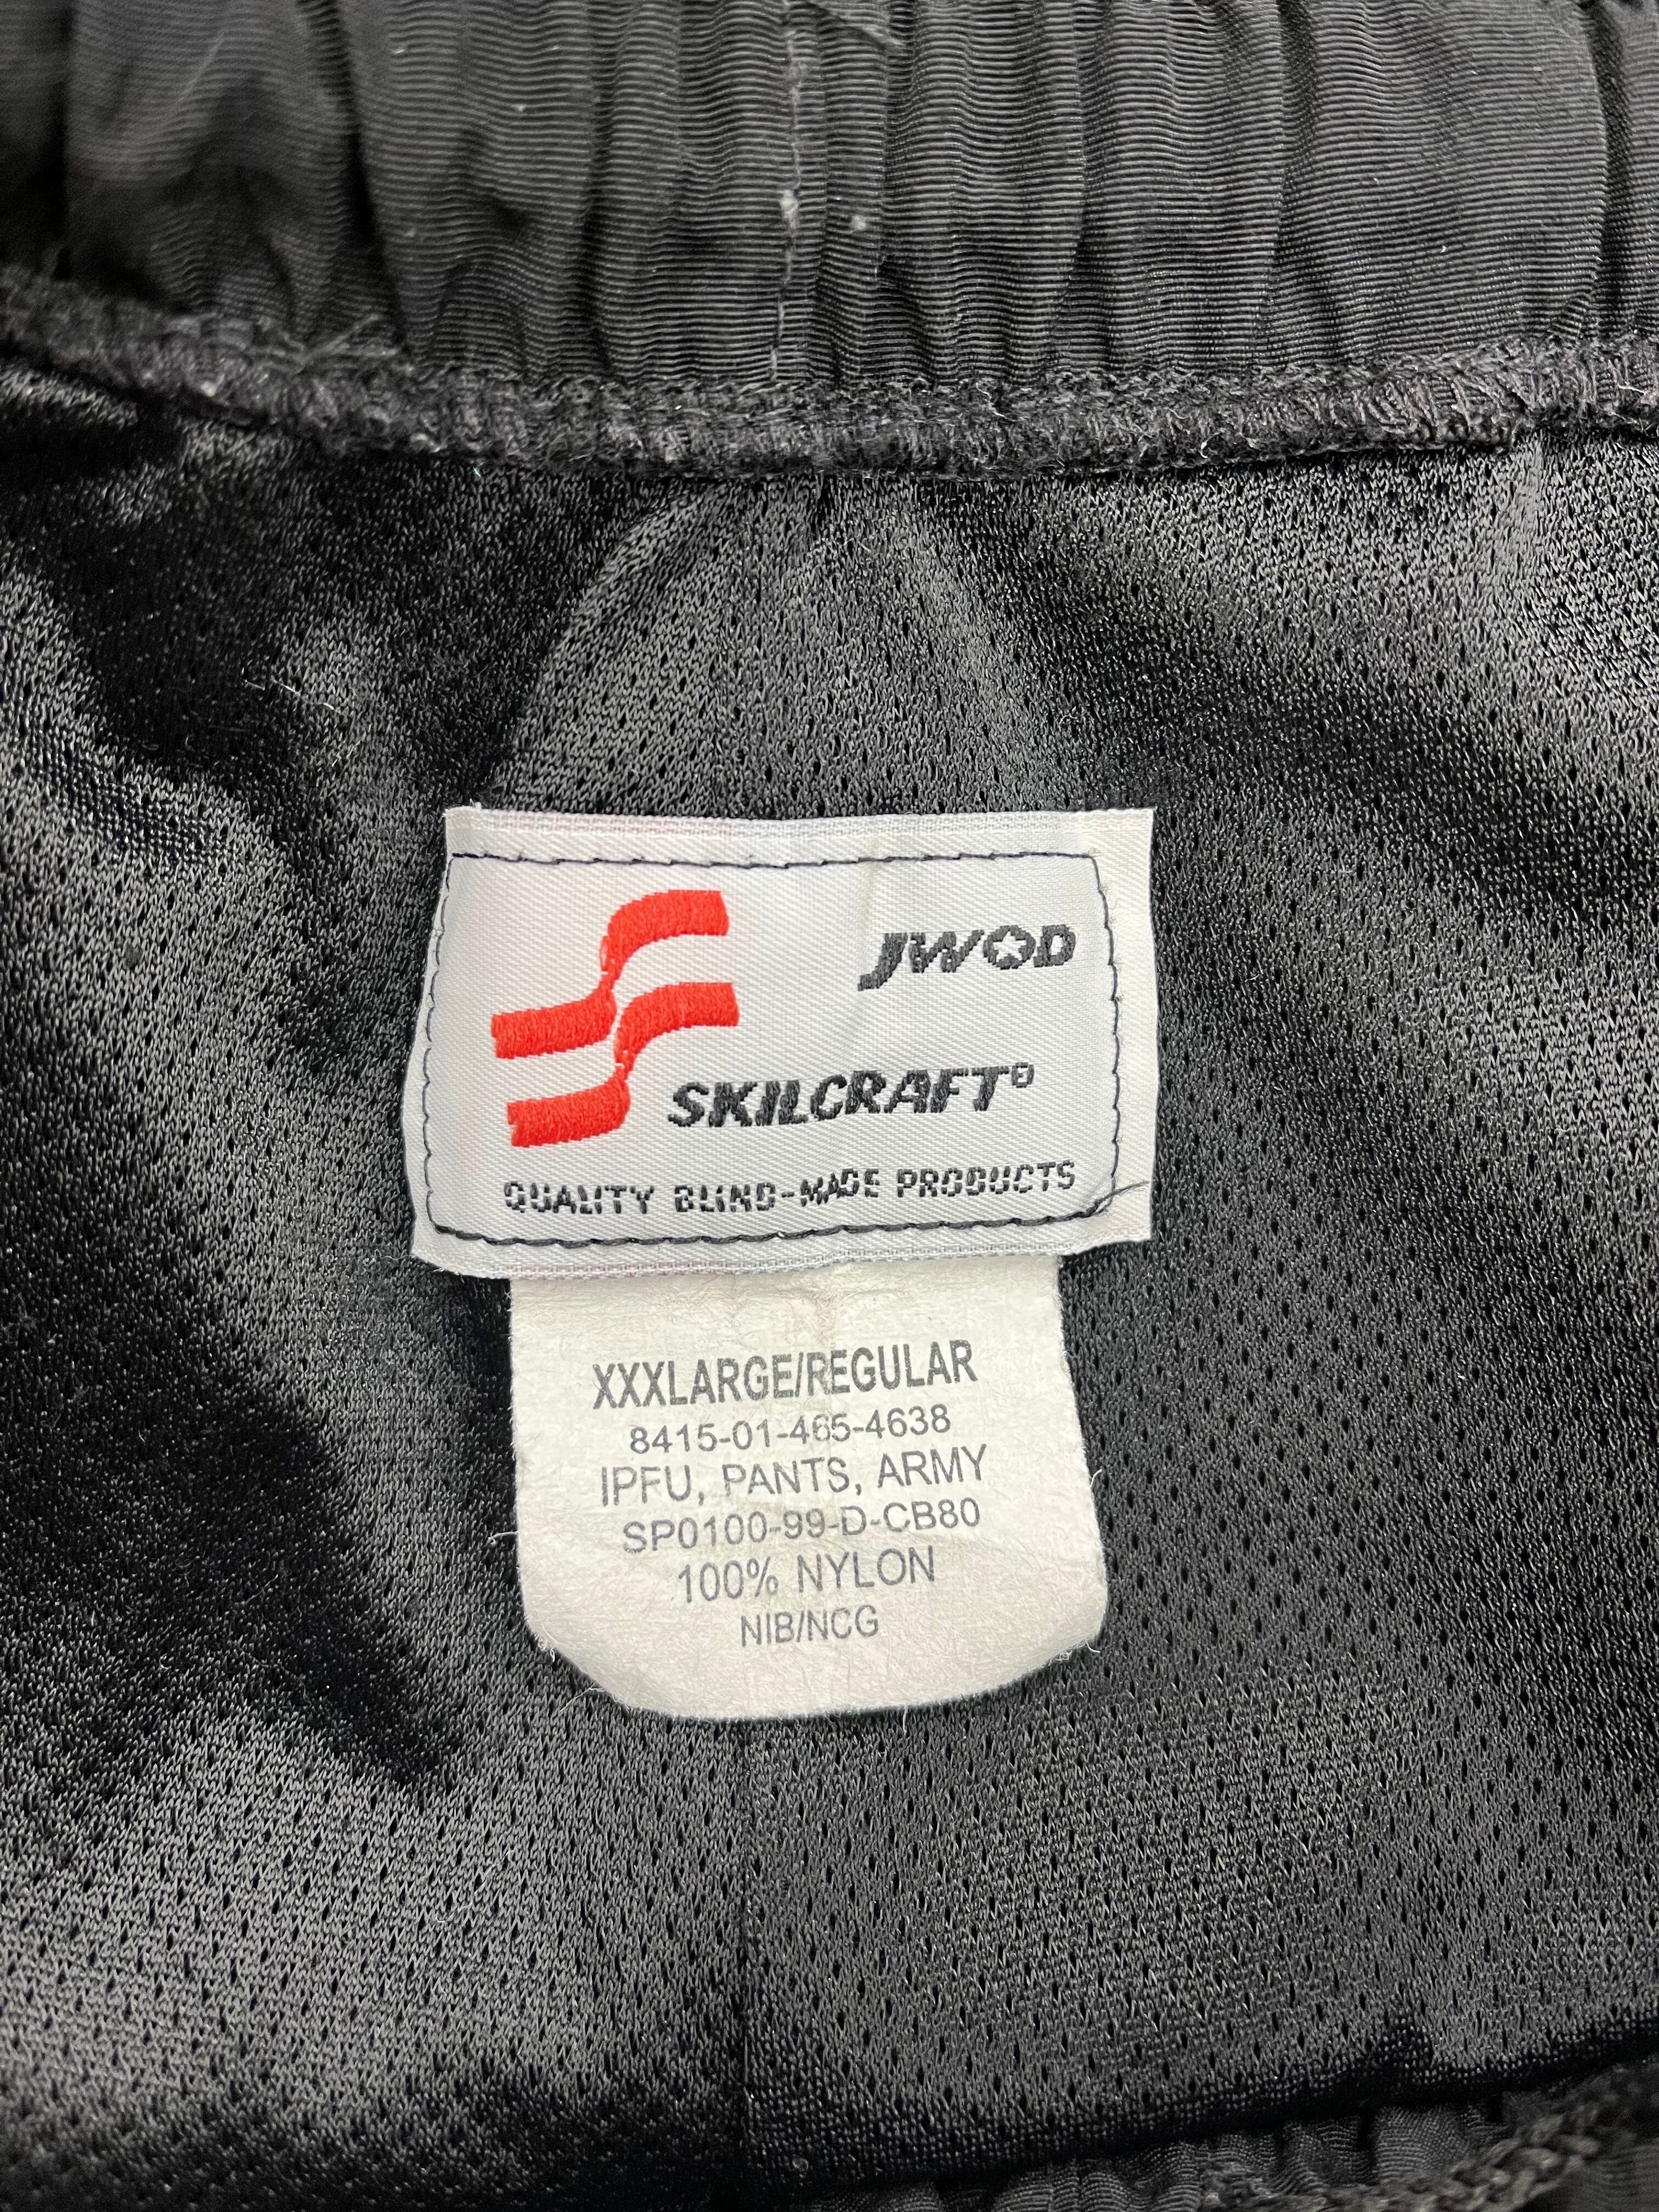 JWOD
SKILCRAFT®
QUALITY BLIND-MADE PRODUCTS
XXXLARGE/REGULAR
8415-01-465-4638
IPFU, PANTS, ARMY
SP0100-99-D-CB80
100% NYLON
NIB/NCG